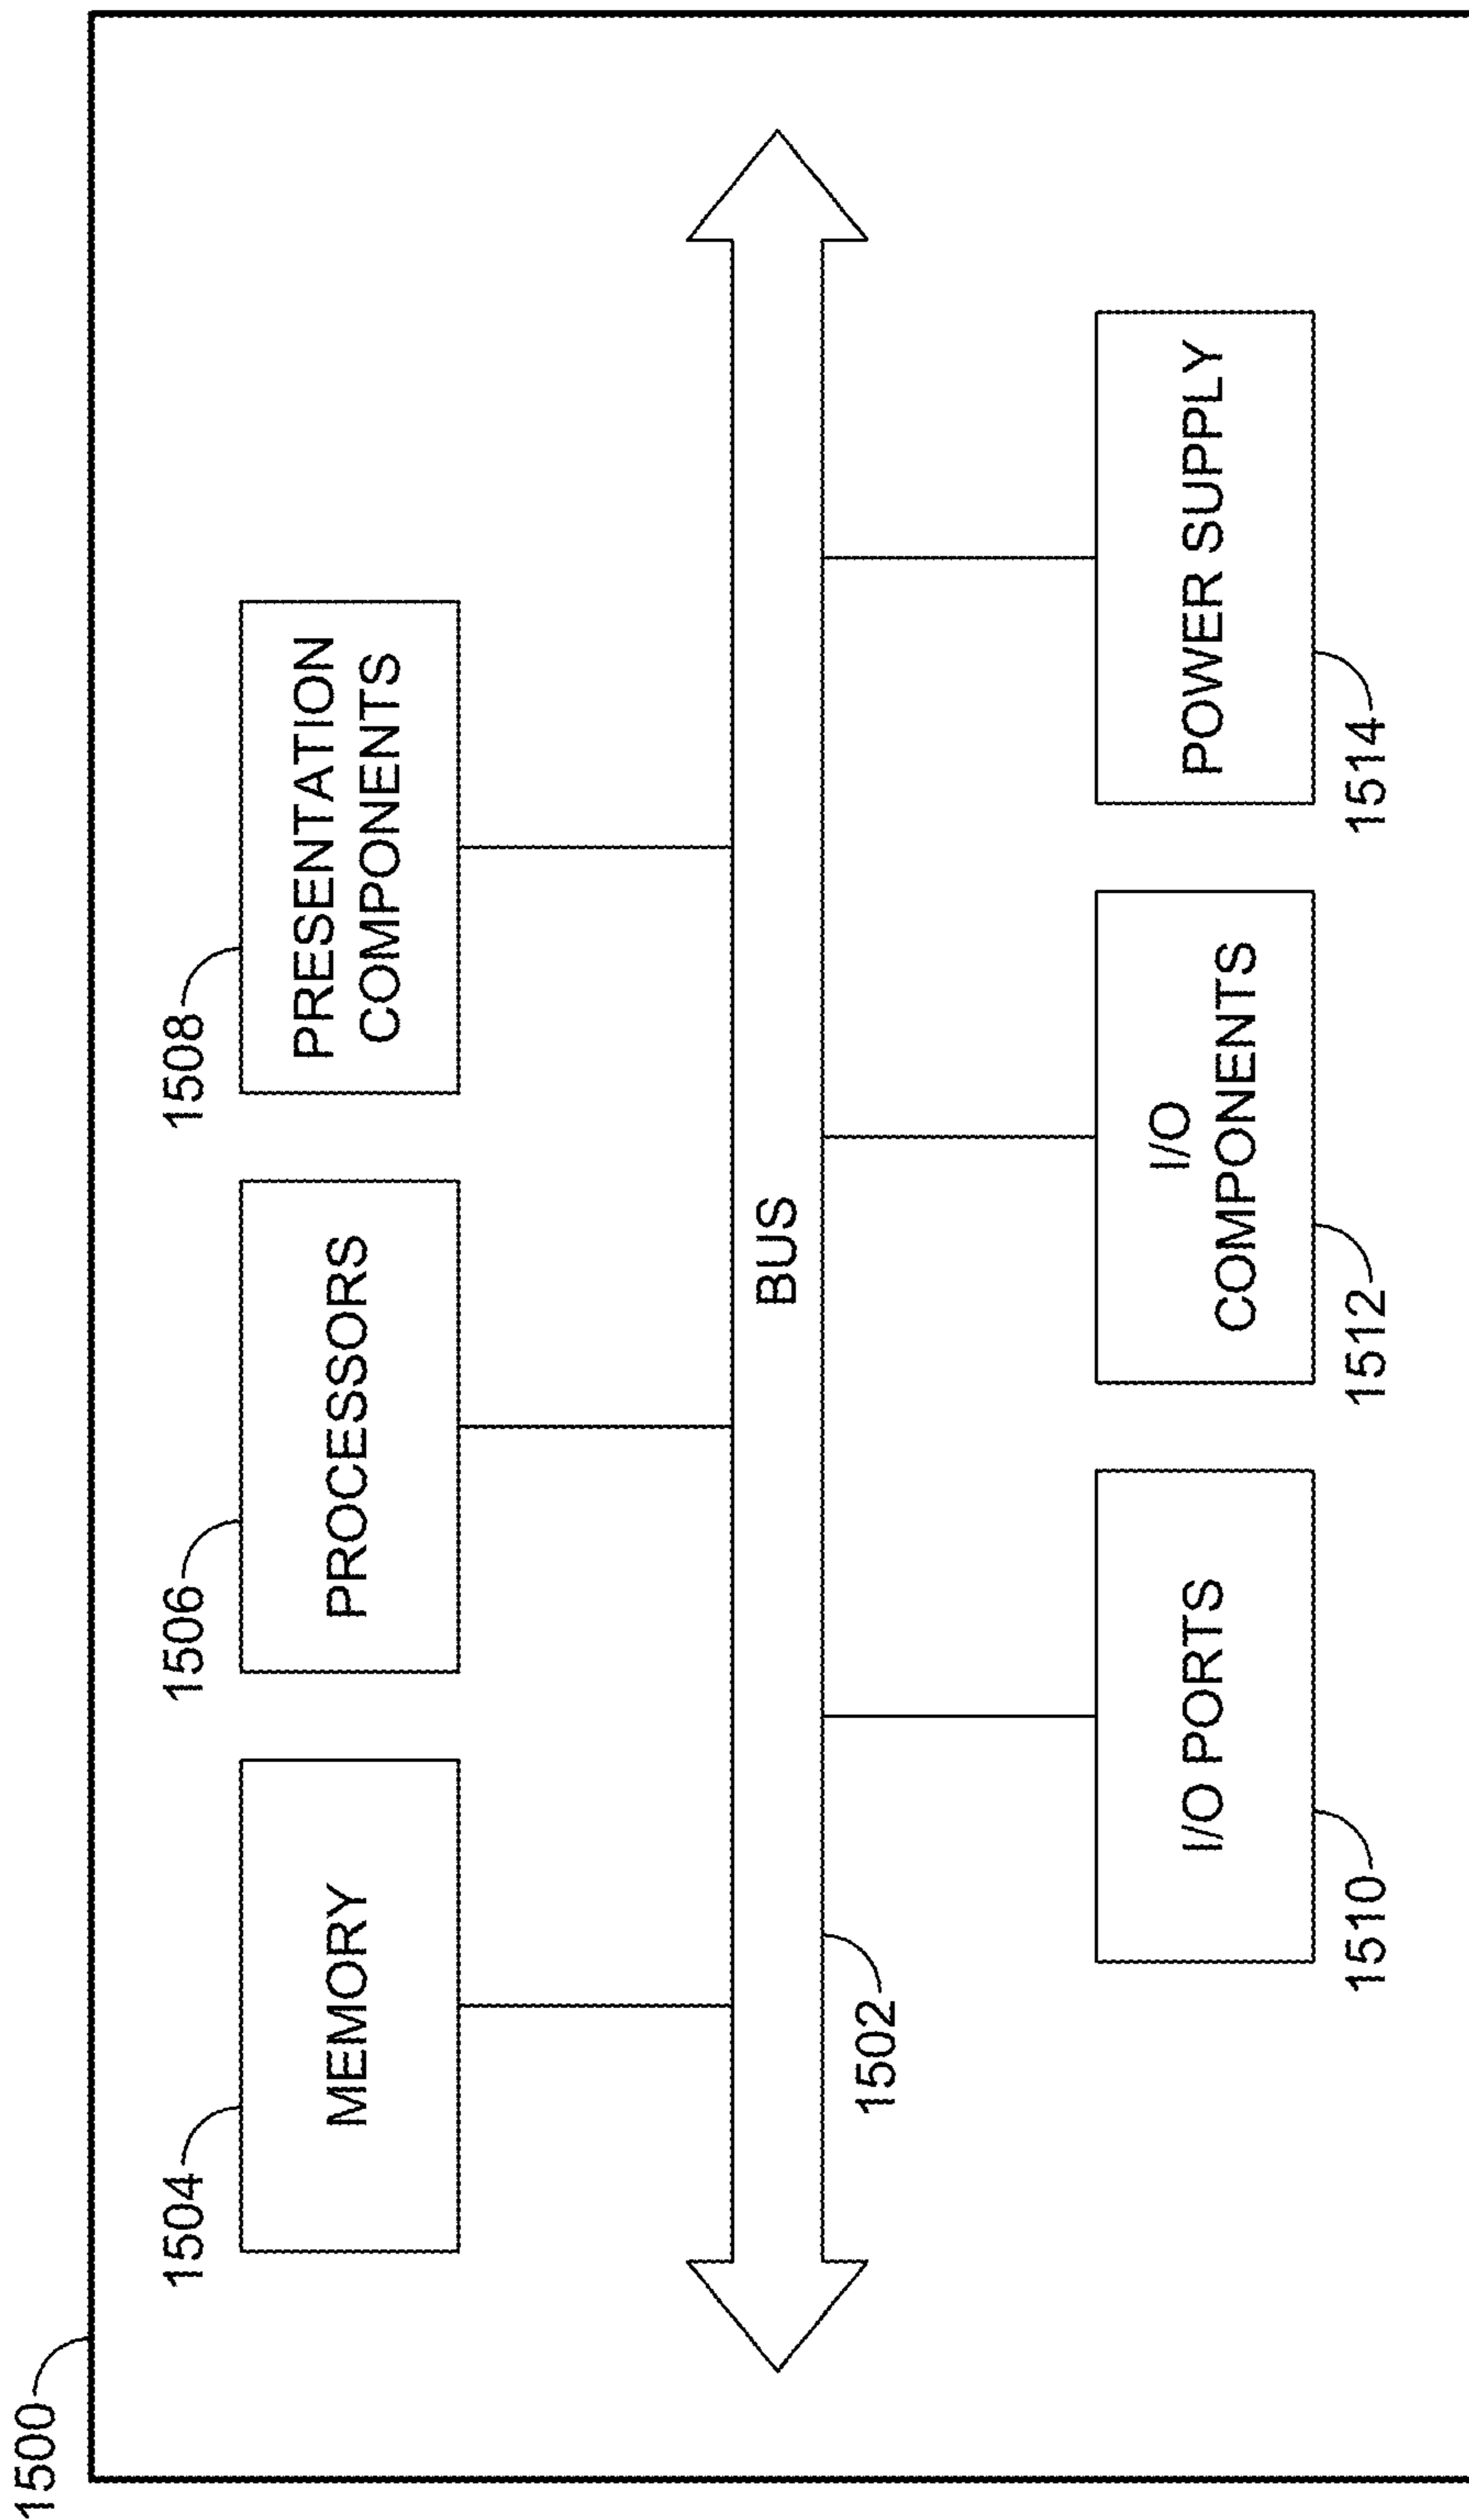 1500
1504
MEMORY
1506
PROCESSORS
1508
PRESENTATION
COMPONENTS
BUS
1502
1510
I/O PORTS
1512
I/O
COMPONENTS
1514
POWER SUPPLY